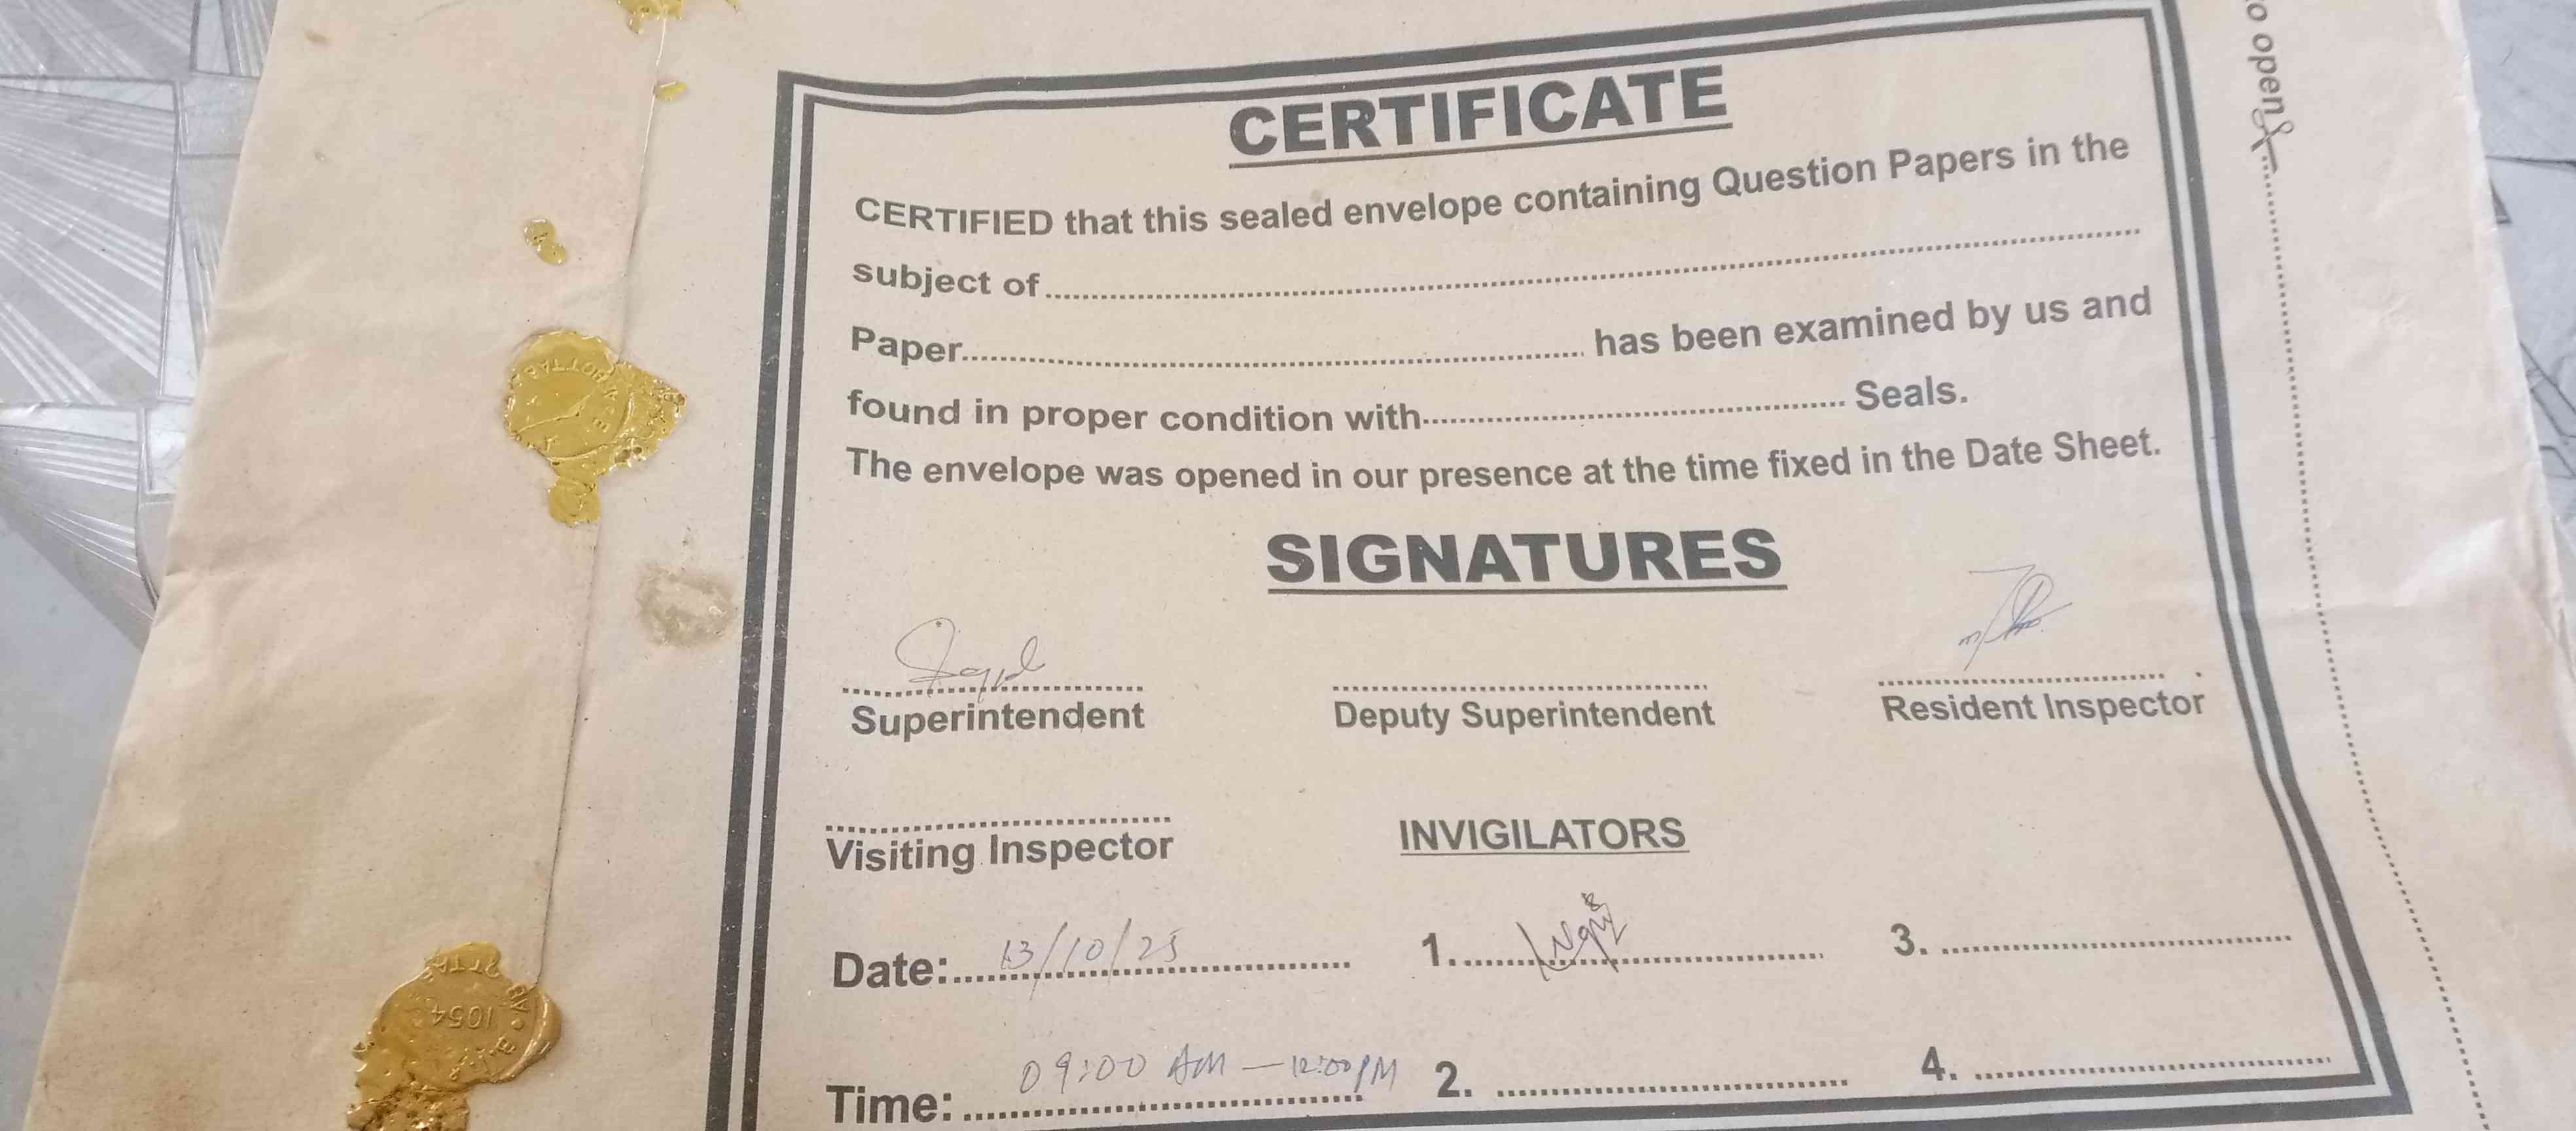 to open
CERTIFICATE
CERTIFIED that this sealed envelope containing Question Papers in the
subject of
Paper has been examined by us and
found in proper condition with Seals.
The envelope was opened in our presence at the time fixed in the Date Sheet.
SIGNATURES
Superintendent Deputy Superintendent Resident Inspector
Visiting Inspector INVIGILATORS
Date: 13/10/25 1. 3.
Time: 09:00 AM – 12:00 PM 2. 4.
1054